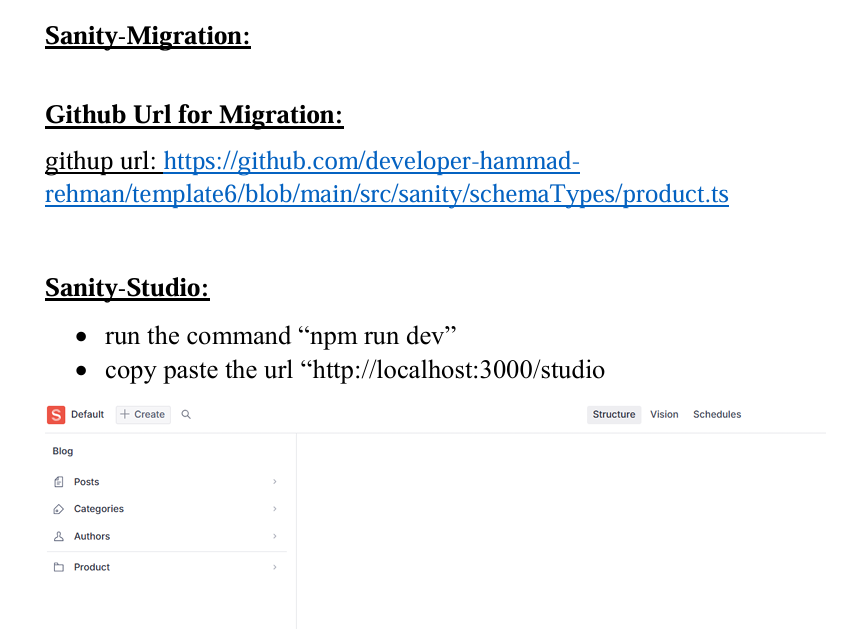 Sanity-Migration:
Github Url for Migration:
githup url: https://github.com/developer-hammad-
rehman/template6/blob/main/src/sanity/schemaTypes/product.ts
Sanity-Studio:
• run the command “npm run dev”
• copy paste the url “http://localhost:3000/studio
S Default + Create Structure Vision Schedules
Blog
Posts
Categories
Authors
Product